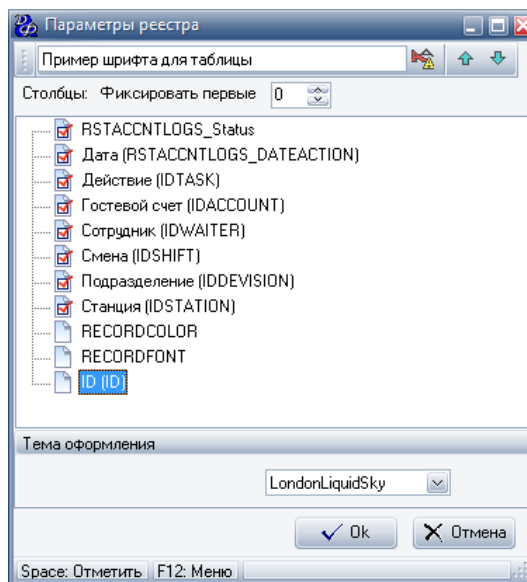 Параметры реестра
Пример шрифта для таблицы
Столбцы: Фиксировать первые 0
RSTACCNTLOGS_Status
Дата (RSTACCNTLOGS_DATEACTION)
Действие (IDTASK)
Гостевой счет (IDACCOUNT)
Сотрудник (IDWAITER)
Смена (IDSHIFT)
Подразделение (IDDEVISION)
Станция (IDSTATION)
RECORDCOLOR
RECORDFONT
ID (ID)
Тема оформления
LondonLiquidSky
Ok Отмена
Space: Отметить F12: Меню